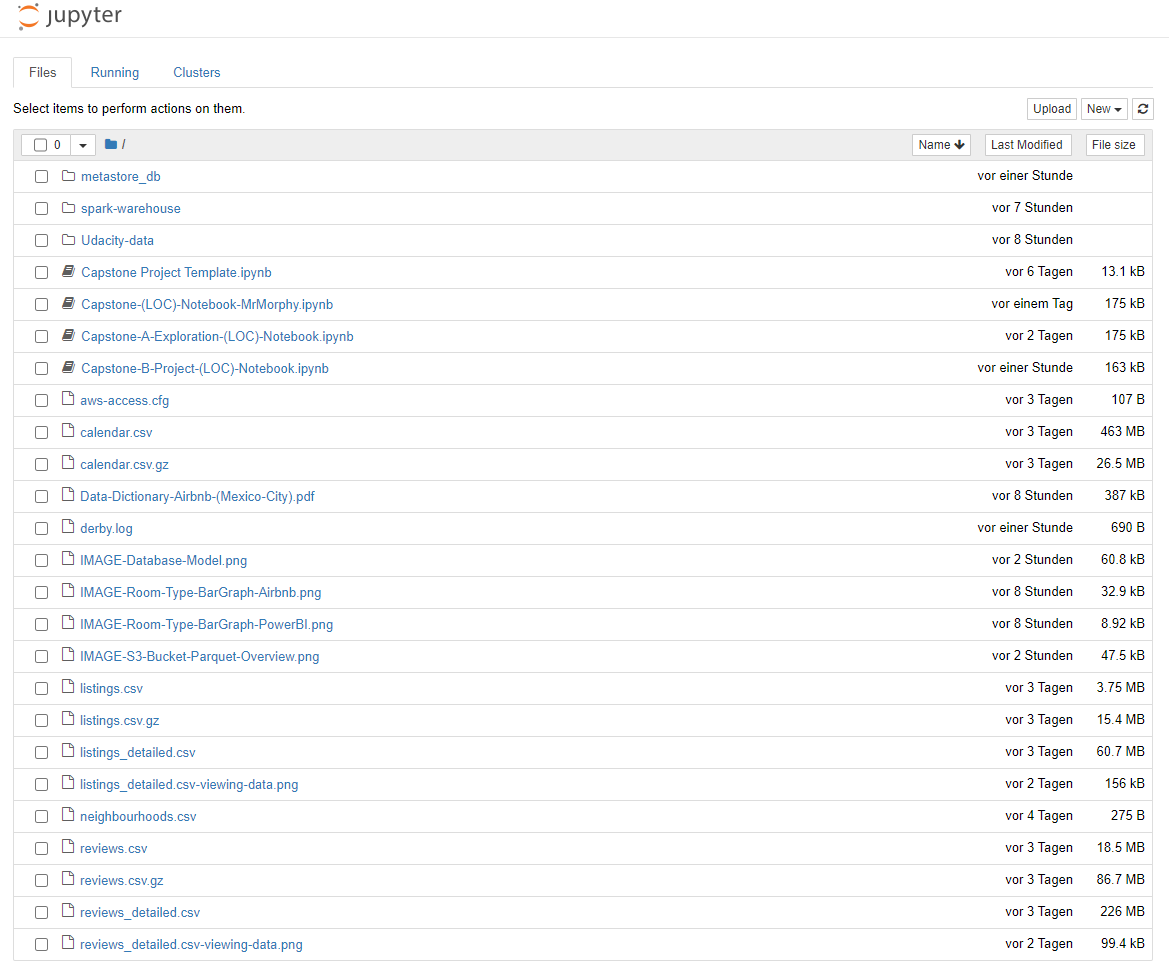 jupyter
Files Running Clusters
Select items to perform actions on them. Upload New
0 / Name Last Modified File size
metastore_db vor einer Stunde
spark-warehouse vor 7 Stunden
Udacity-data vor 8 Stunden
Capstone Project Template.ipynb vor 6 Tagen 13.1 kB
Capstone-(LOC)-Notebook-MrMorphy.ipynb vor einem Tag 175 kB
Capstone-A-Exploration-(LOC)-Notebook.ipynb vor 2 Tagen 175 kB
Capstone-B-Project-(LOC)-Notebook.ipynb vor einer Stunde 163 kB
aws-access.cfg vor 3 Tagen 107 B
calendar.csv vor 3 Tagen 463 MB
calendar.csv.gz vor 3 Tagen 26.5 MB
Data-Dictionary-Airbnb-(Mexico-City).pdf vor 8 Stunden 387 kB
derby.log vor einer Stunde 690 B
IMAGE-Database-Model.png vor 2 Stunden 60.8 kB
IMAGE-Room-Type-BarGraph-Airbnb.png vor 8 Stunden 32.9 kB
IMAGE-Room-Type-BarGraph-PowerBI.png vor 8 Stunden 8.92 kB
IMAGE-S3-Bucket-Parquet-Overview.png vor 2 Stunden 47.5 kB
listings.csv vor 3 Tagen 3.75 MB
listings.csv.gz vor 3 Tagen 15.4 MB
listings_detailed.csv vor 3 Tagen 60.7 MB
listings_detailed.csv-viewing-data.png vor 2 Tagen 156 kB
neighbourhoods.csv vor 4 Tagen 275 B
reviews.csv vor 3 Tagen 18.5 MB
reviews.csv.gz vor 3 Tagen 86.7 MB
reviews_detailed.csv vor 3 Tagen 226 MB
reviews_detailed.csv-viewing-data.png vor 2 Tagen 99.4 kB